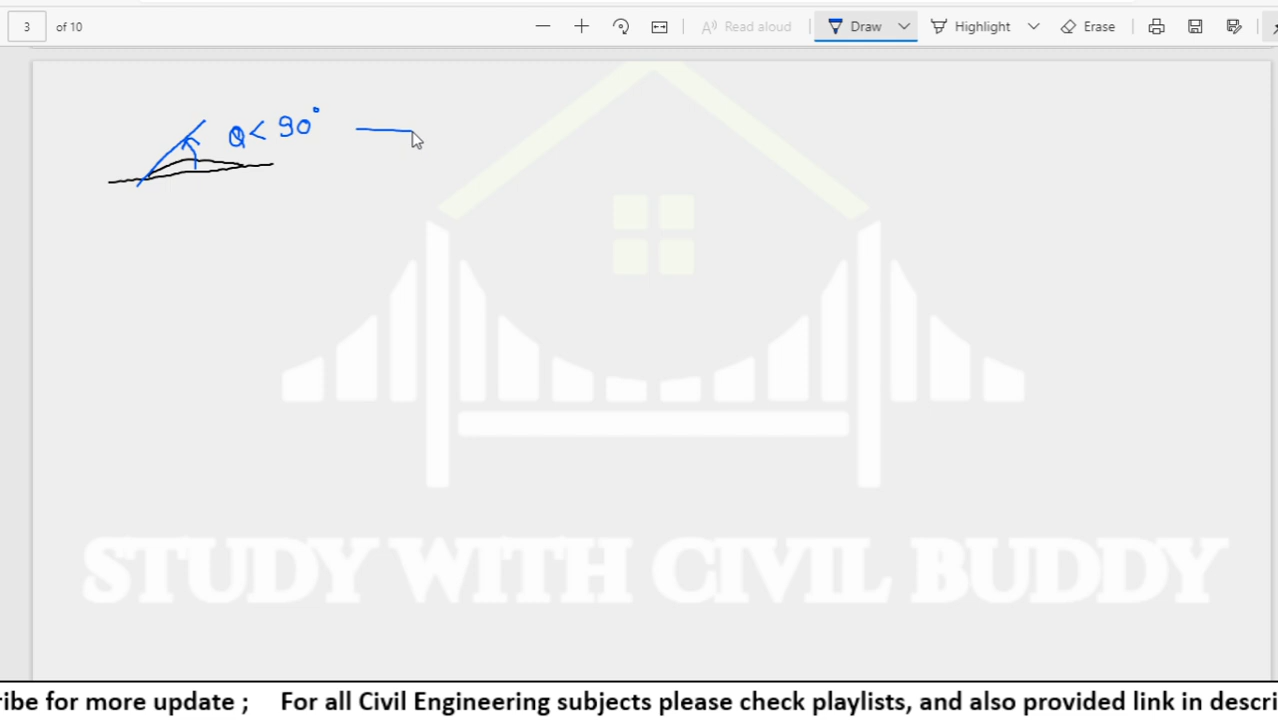 3 of 10 Read aloud Draw Highlight Erase
θ < 90°
STUDY WITH CIVIL BUDDY
ribe for more update ; For all Civil Engineering subjects please check playlists, and also provided link in descri